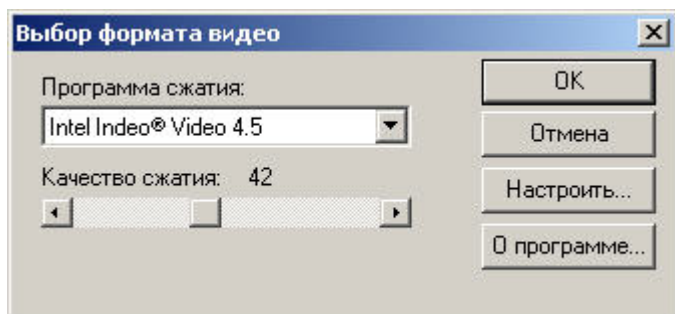 Выбор формата видео
Программа сжатия:
Intel Indeo® Video 4.5
Качество сжатия: 42
OK
Отмена
Настроить...
О программе...